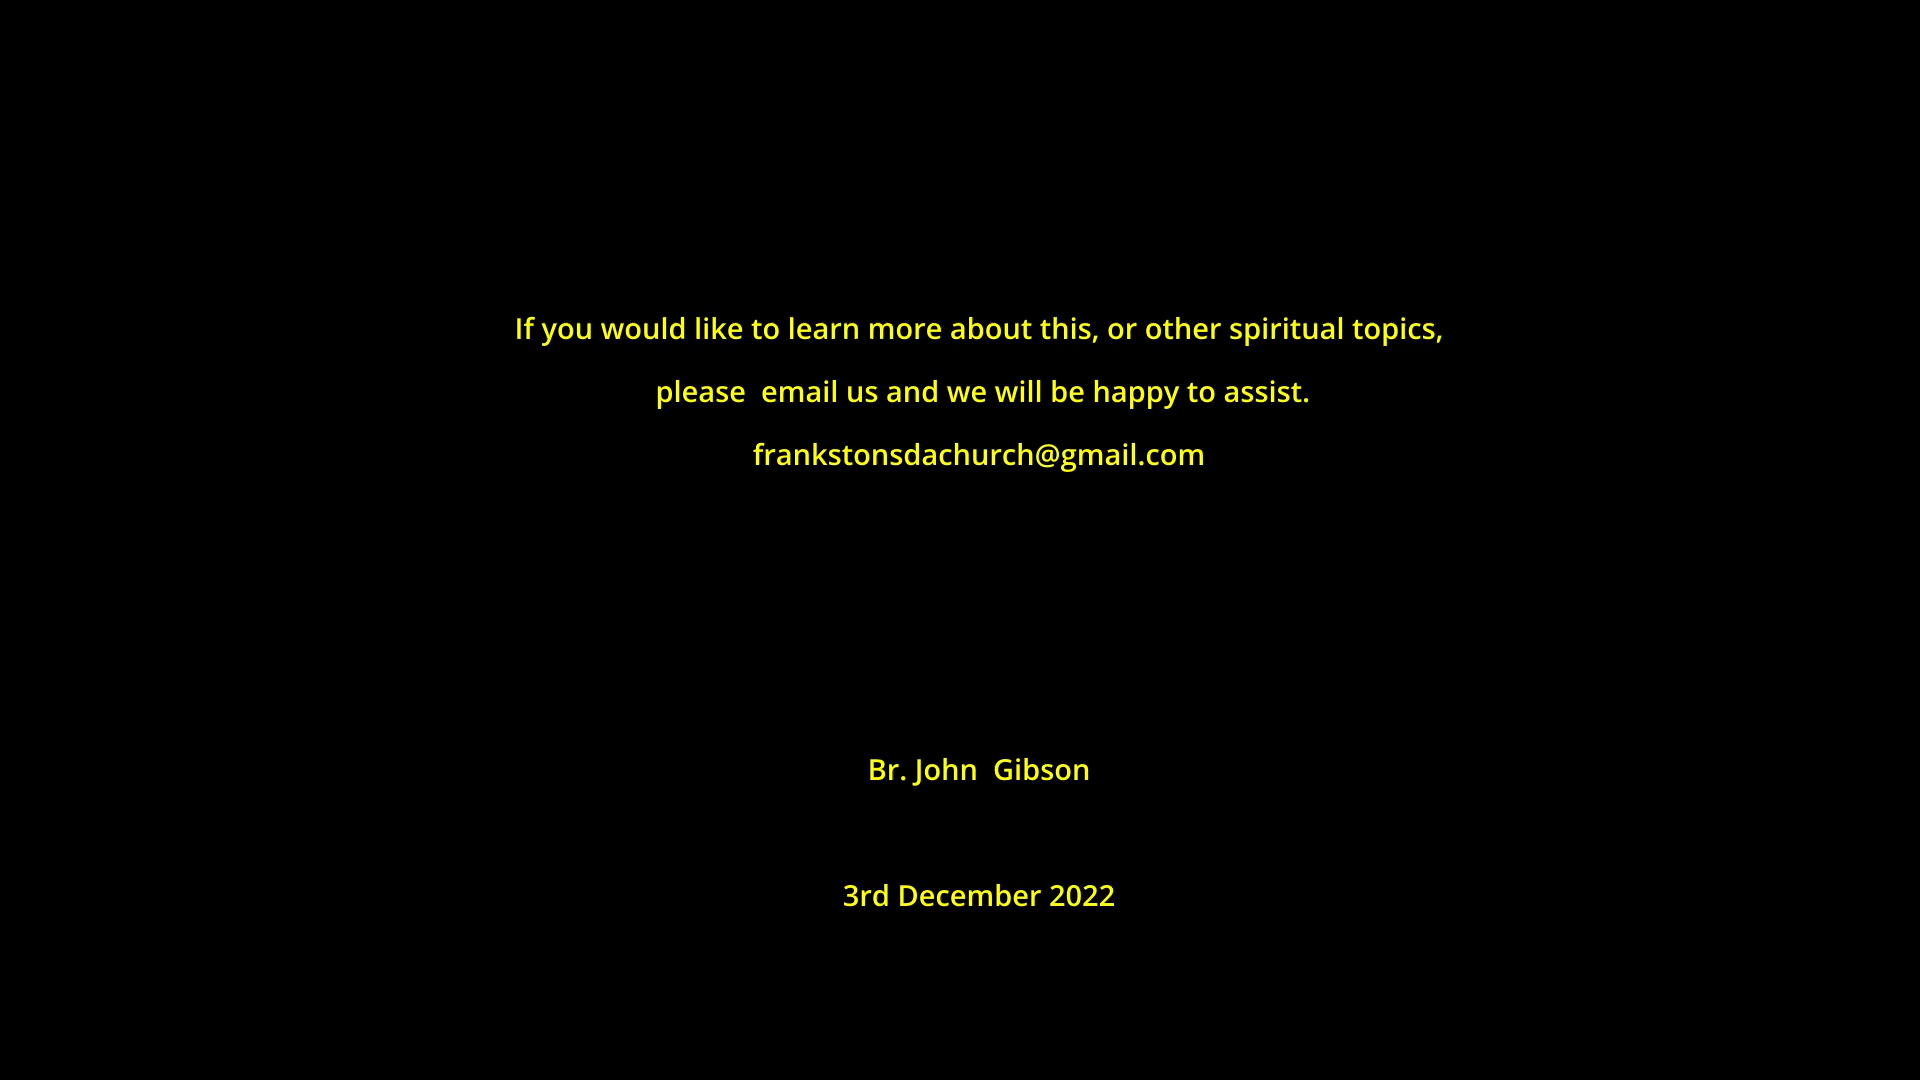 If you would like to learn more about this, or other spiritual topics,
please  email us and we will be happy to assist.
frankstonsdachurch@gmail.com
Br. John  Gibson
3rd December 2022